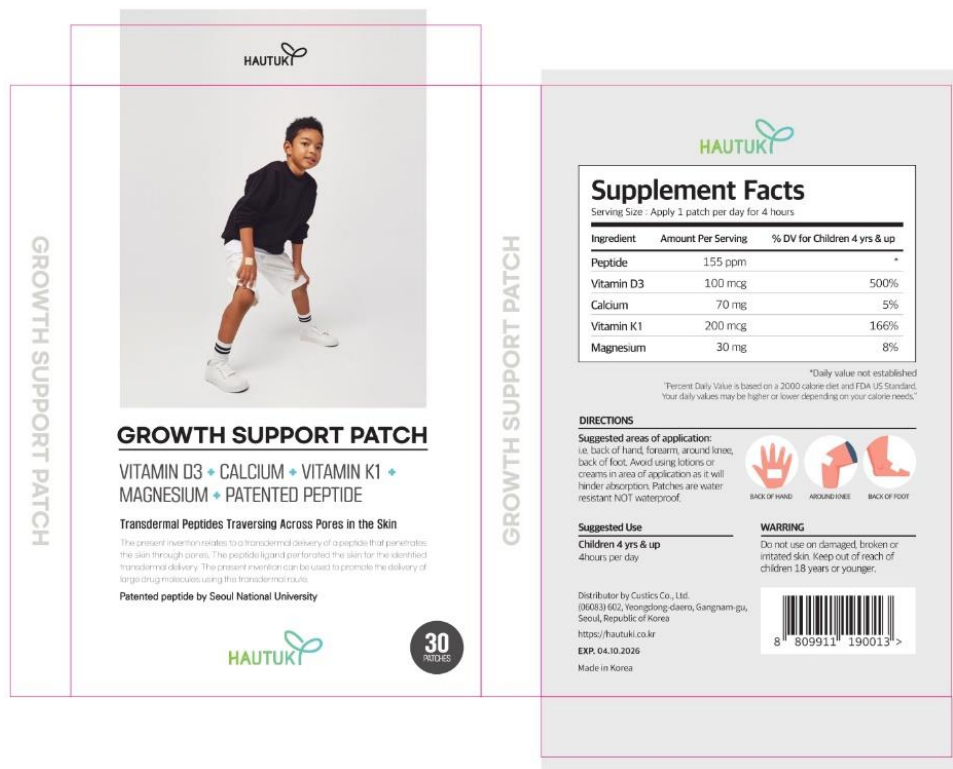 HAUTUKI
GROWTH SUPPORT PATCH
GROWTH SUPPORT PATCH
VITAMIN D3 + CALCIUM + VITAMIN K1 +
MAGNESIUM + PATENTED PEPTIDE
Transdermal Peptides Traversing Across Pores in the Skin
The present invention relates to a transdermal delivery of a peptide that penetrates
the skin through pores. The peptide ligand perforated the skin for the identified
transdermal delivery. The present invention can be used to promote the delivery of
large drug molecules using the transdermal route.
Patented peptide by Seoul National University
HAUTUKI
30
PATCHES
GROWTH SUPPORT PATCH
HAUTUKI
Supplement Facts
Serving Size : Apply 1 patch per day for 4 hours
Ingredient Amount Per Serving % DV for Children 4 yrs & up
Peptide 155 ppm *
Vitamin D3 100 mcg 500%
Calcium 70 mg 5%
Vitamin K1 200 mcg 166%
Magnesium 30 mg 8%
*Daily value not established
"Percent Daily Value is based on a 2000 calorie diet and FDA US Standard.
Your daily values may be higher or lower depending on your calorie needs."
DIRECTIONS
Suggested areas of application:
i.e. back of hand, forearm, around knee,
back of foot. Avoid using lotions or
creams in area of application as it will
hinder absorption. Patches are water
resistant NOT waterproof.
BACK OF HAND AROUND KNEE BACK OF FOOT
Suggested Use
Children 4 yrs & up
4hours per day
WARRING
Do not use on damaged, broken or
irritated skin. Keep out of reach of
children 18 years or younger.
Distributor by Custics Co., Ltd.
(06083) 602, Yeongdong-daero, Gangnam-gu,
Seoul, Republic of Korea
https://hautuki.co.kr
EXP. 04.10.2026
Made in Korea
8 809911 190013 >